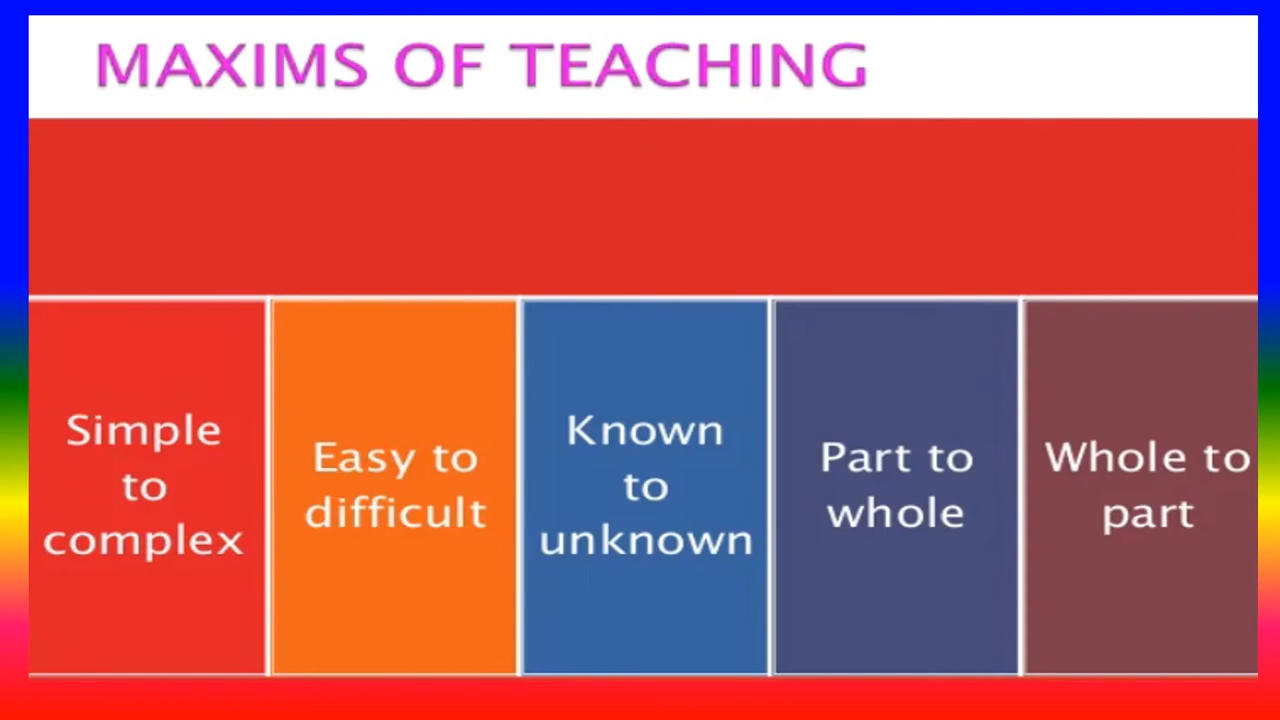 MAXIMS OF TEACHING
Simple
to
complex
Easy to
difficult
Known
to
unknown
Part to
whole
Whole to
part